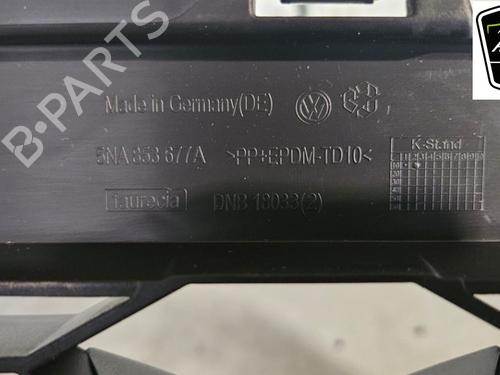 B-PARTS
Made in Germany(DE)
5NA 853 677A >PP+EPDM-TD10<
K-Stand
faurecia DNB 18033(2)